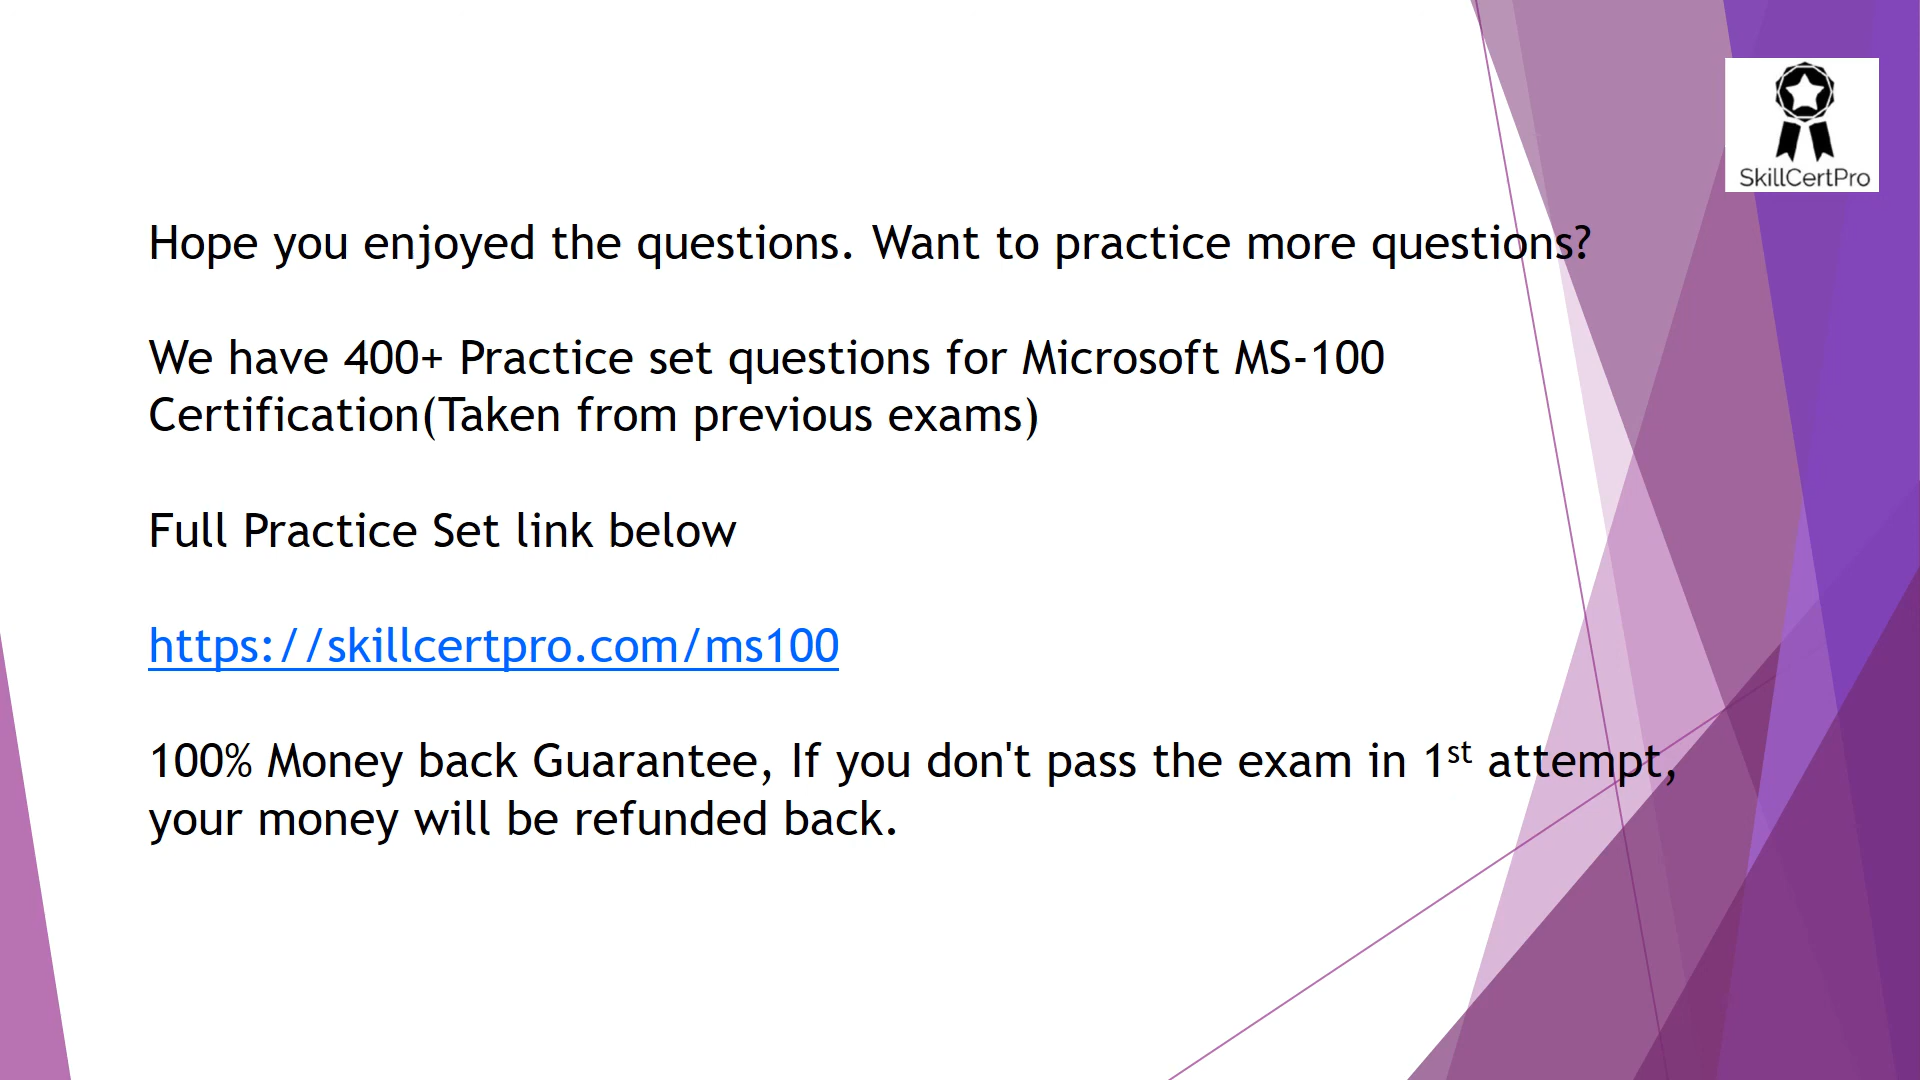 SkillCertPro
Hope you enjoyed the questions. Want to practice more questions?
We have 400+ Practice set questions for Microsoft MS-100
Certification(Taken from previous exams)
Full Practice Set link below
https://skillcertpro.com/ms100
100% Money back Guarantee, If you don't pass the exam in 1st attempt,
your money will be refunded back.